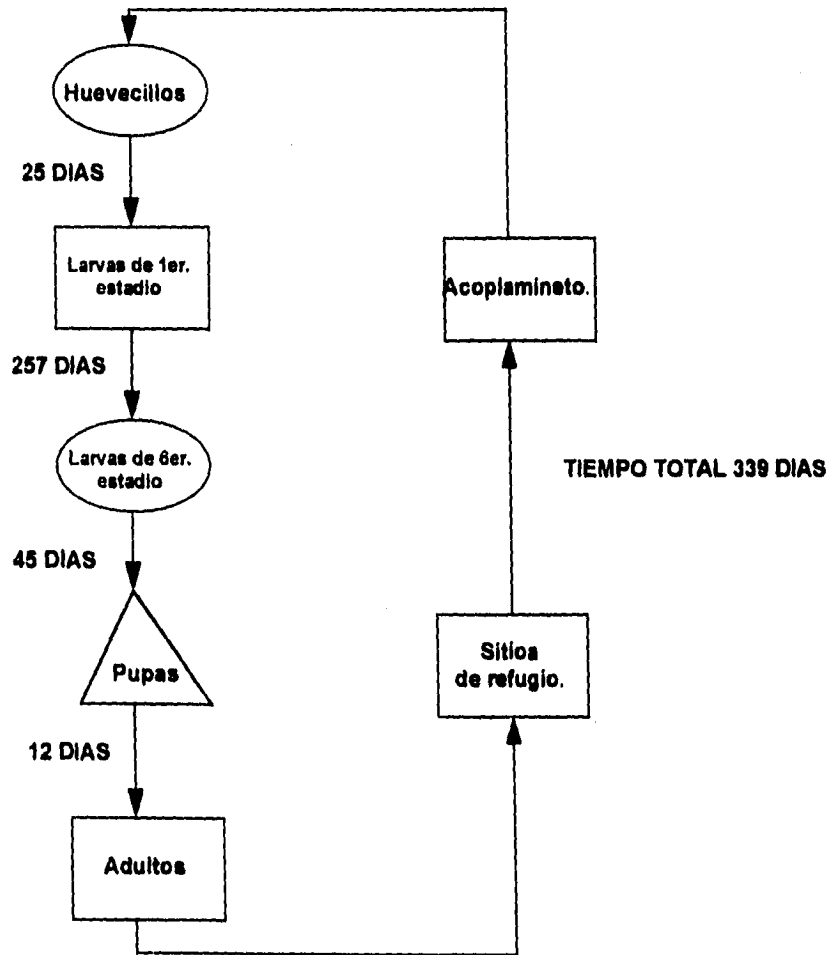 Huevecillos
25 DIAS
Larvas de 1er.
estadio
257 DIAS
Larvas de 6er.
estadio
45 DIAS
Pupas
12 DIAS
Adultos
Acoplamineto.
TIEMPO TOTAL 339 DIAS
Sitioa
de refugio.